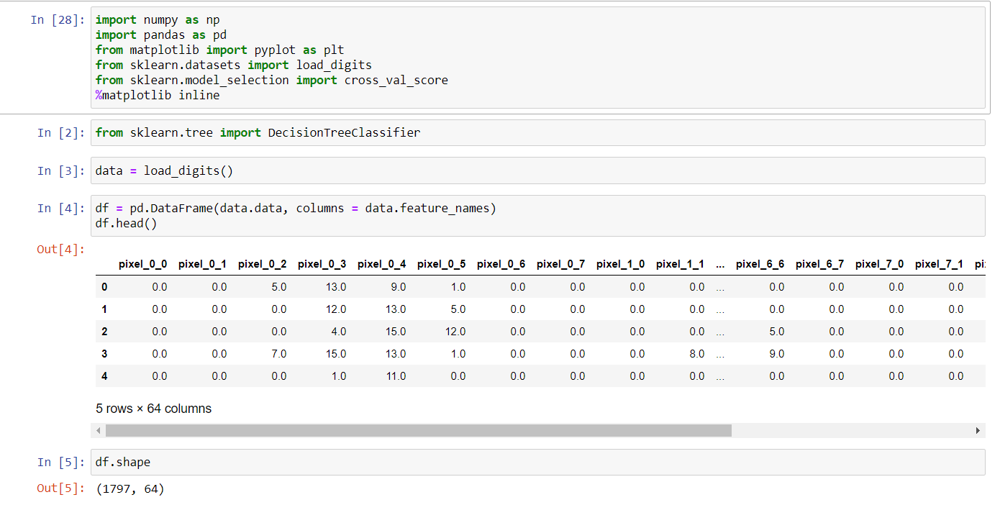 In [28]: import numpy as np
import pandas as pd
from matplotlib import pyplot as plt
from sklearn.datasets import load_digits
from sklearn.model_selection import cross_val_score
%matplotlib inline
In [2]: from sklearn.tree import DecisionTreeClassifier
In [3]: data = load_digits()
In [4]: df = pd.DataFrame(data.data, columns = data.feature_names)
df.head()
Out[4]:
pixel_0_0 pixel_0_1 pixel_0_2 pixel_0_3 pixel_0_4 pixel_0_5 pixel_0_6 pixel_0_7 pixel_1_0 pixel_1_1 ... pixel_6_6 pixel_6_7 pixel_7_0 pixel_7_1
0 0.0 0.0 5.0 13.0 9.0 1.0 0.0 0.0 0.0 0.0 ... 0.0 0.0 0.0 0.0
1 0.0 0.0 0.0 12.0 13.0 5.0 0.0 0.0 0.0 0.0 ... 0.0 0.0 0.0 0.0
2 0.0 0.0 0.0 4.0 15.0 12.0 0.0 0.0 0.0 0.0 ... 5.0 0.0 0.0 0.0
3 0.0 0.0 7.0 15.0 13.0 1.0 0.0 0.0 0.0 8.0 ... 9.0 0.0 0.0 0.0
4 0.0 0.0 0.0 1.0 11.0 0.0 0.0 0.0 0.0 0.0 ... 0.0 0.0 0.0 0.0
5 rows × 64 columns
In [5]: df.shape
Out[5]: (1797, 64)